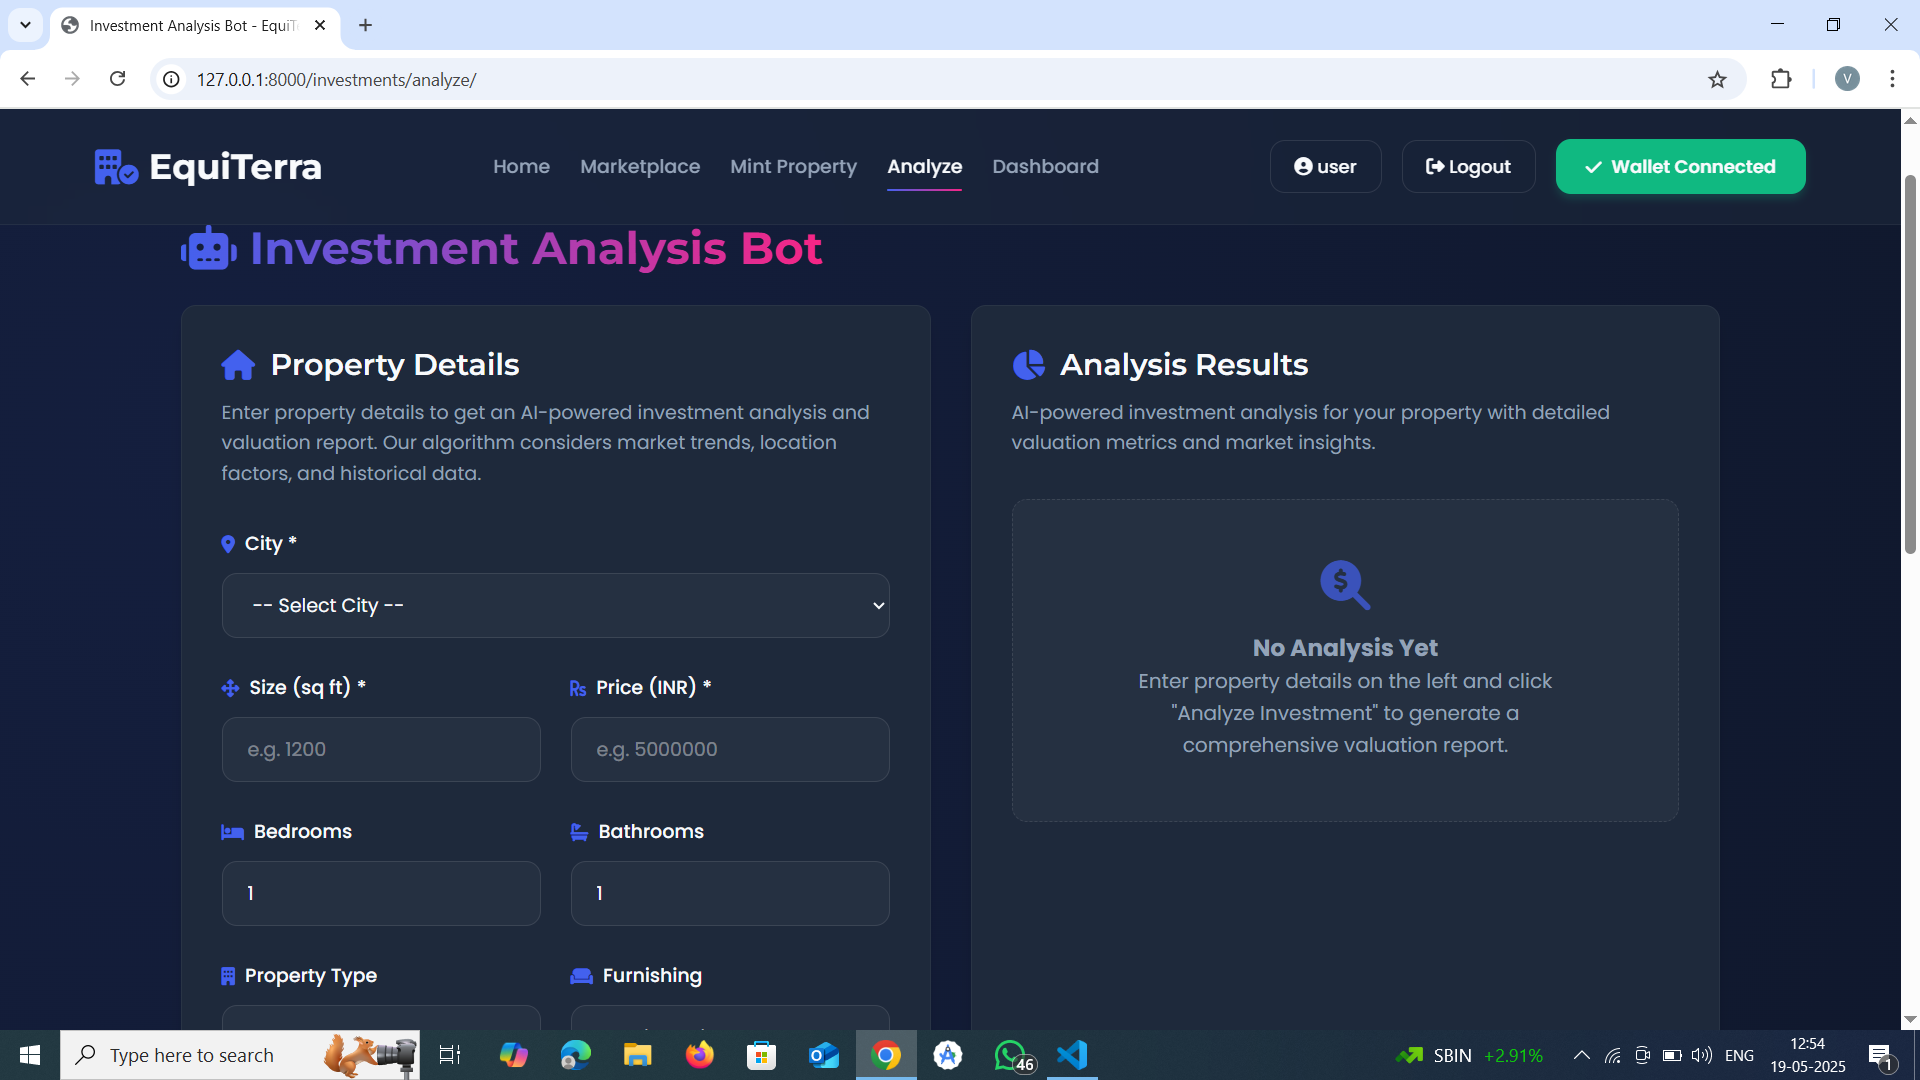 Investment Analysis Bot - EquiT
127.0.0.1:8000/investments/analyze/
V
EquiTerra
Home
Marketplace
Mint Property
Analyze
Dashboard
user
Logout
Wallet Connected
Investment Analysis Bot
Property Details
Enter property details to get an AI-powered investment analysis and
valuation report. Our algorithm considers market trends, location
factors, and historical data.
City *
-- Select City --
Size (sq ft) *
Rs Price (INR) *
e.g. 1200
e.g. 5000000
Bedrooms
Bathrooms
1
1
Property Type
Furnishing
Analysis Results
AI-powered investment analysis for your property with detailed
valuation metrics and market insights.
$
No Analysis Yet
Enter property details on the left and click
"Analyze Investment" to generate a
comprehensive valuation report.
Type here to search
46
SBIN +2.91%
ENG
12:54
19-05-2025
1